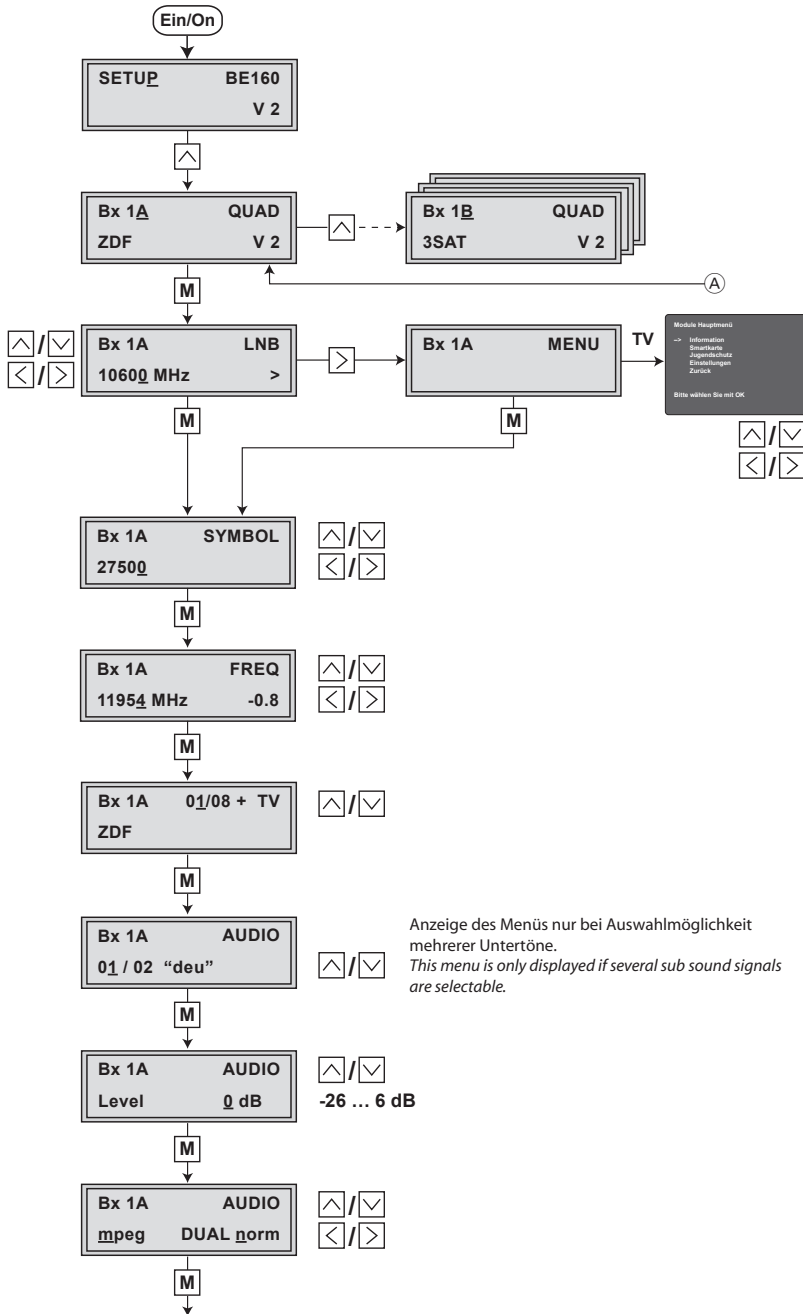 Ein/On
SETUP BE160
V 2
Bx 1A QUAD
ZDF V 2
Bx 1B QUAD
3SAT V 2
A
M
Bx 1A LNB
10600 MHz >
/
/
>
Bx 1A MENU
TV
Module Hauptmenü
--> Information
Smartkarte
Jugendschutz
Einstellungen
Zurück
Bitte wählen Sie mit OK
/
/
M
M
Bx 1A SYMBOL
27500
/
/
M
Bx 1A FREQ
11954 MHz -0.8
/
/
M
Bx 1A 01/08 + TV
ZDF
/
M
Bx 1A AUDIO
01 / 02 “deu”
/
Anzeige des Menüs nur bei Auswahlmöglichkeit
mehrerer Untertöne.
This menu is only displayed if several sub sound signals
are selectable.
M
Bx 1A AUDIO
Level 0 dB
/
-26 … 6 dB
M
Bx 1A AUDIO
mpeg DUAL norm
/
/
M